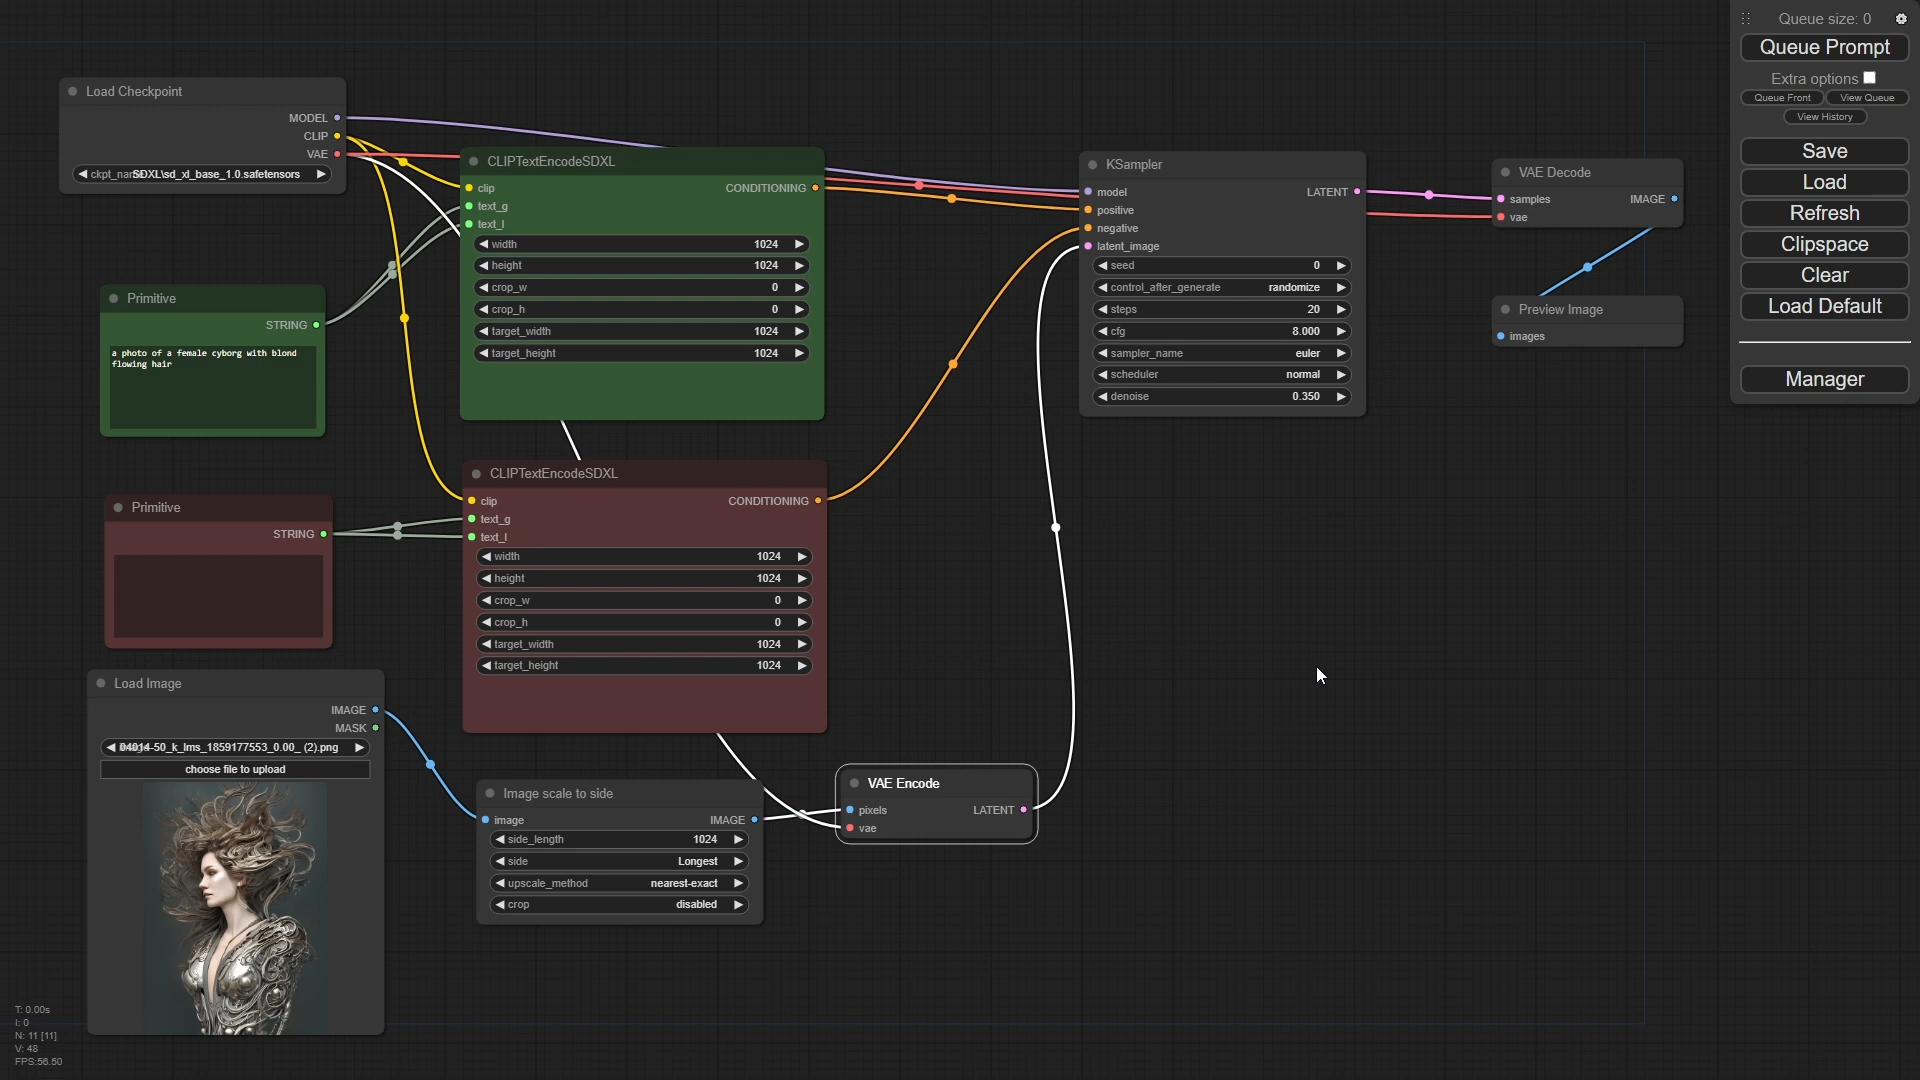 Load Checkpoint
MODEL
CLIP
VAE
SDXL\sd_xl_base_1.0.safetensors
CLIPTextEncodeSDXL
clip
CONDITIONING
text_g
text_l
width 1024
height 1024
crop_w 0
crop_h 0
target_width 1024
target_height 1024
Primitive
STRING
a photo of a female cyborg with blond
flowing hair
CLIPTextEncodeSDXL
clip
CONDITIONING
text_g
text_l
width 1024
height 1024
crop_w 0
crop_h 0
target_width 1024
target_height 1024
Primitive
STRING
Load Image
IMAGE
MASK
04014-50_k_lms_1859177553_0.00_ (2).png
choose file to upload
Image scale to side
image IMAGE
side_length 1024
side Longest
upscale_method nearest-exact
crop disabled
VAE Encode
pixels LATENT
vae
KSampler
model LATENT
positive
negative
latent_image
seed 0
control_after_generate randomize
steps 20
cfg 8.000
sampler_name euler
scheduler normal
denoise 0.350
VAE Decode
samples IMAGE
vae
Preview Image
images
Queue size: 0
Queue Prompt
Extra options
Queue Front View Queue
View History
Save
Load
Refresh
Clipspace
Clear
Load Default
Manager
T: 0.00s
I: 0
N: 11 [11]
V: 48
FPS:56.50